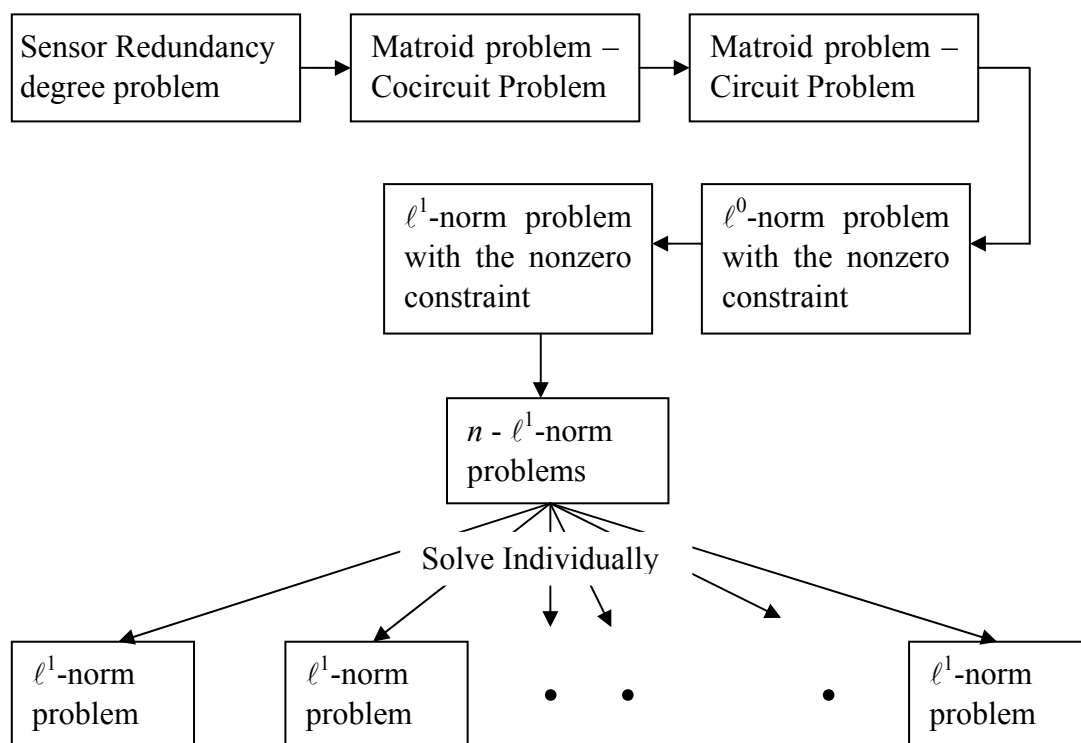 Sensor Redundancy
degree problem
Matroid problem –
Cocircuit Problem
Matroid problem –
Circuit Problem
ℓ¹-norm problem
with the nonzero
constraint
ℓ⁰-norm problem
with the nonzero
constraint
n - ℓ¹-norm
problems
Solve Individually
ℓ¹-norm
problem
ℓ¹-norm
problem
ℓ¹-norm
problem